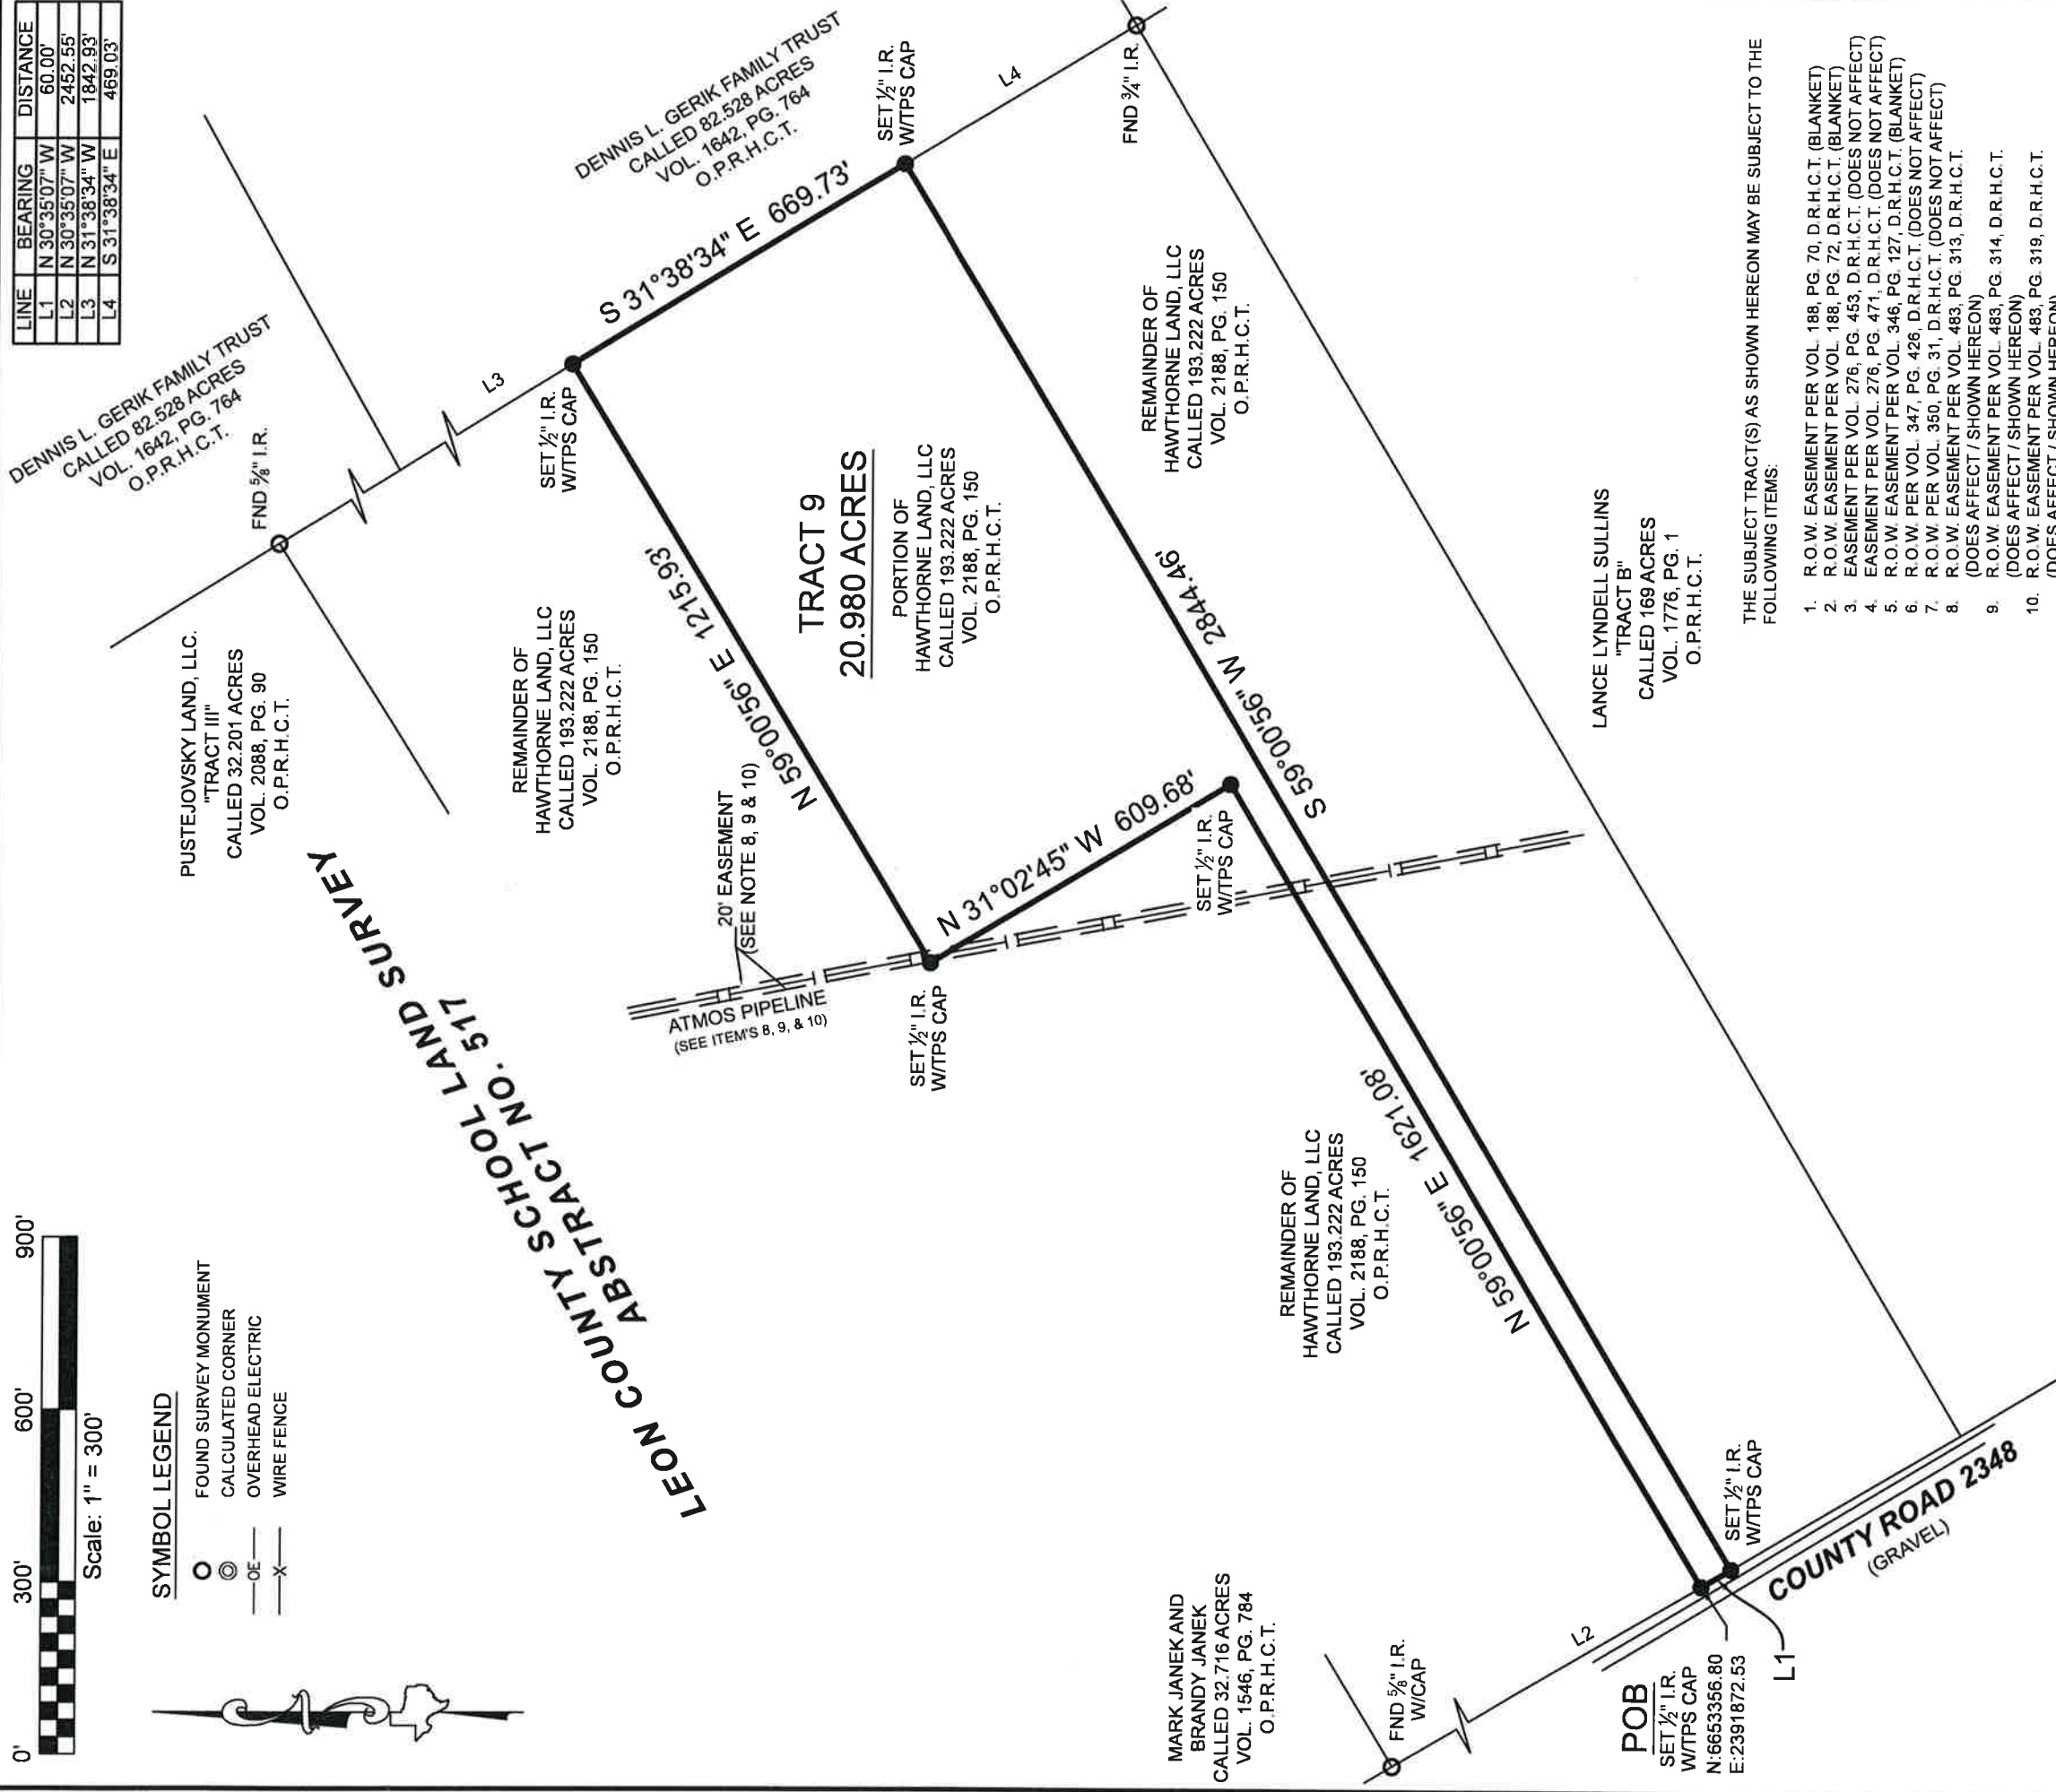 LINE BEARING DISTANCE
L1 N 30°35'07" W 60.00'
L2 N 30°35'07" W 2452.55'
L3 N 31°38'34" W 1842.93'
L4 S 31°38'34" E 469.03'
0' 300' 600' 900'
Scale: 1" = 300'
SYMBOL LEGEND
FOUND SURVEY MONUMENT
CALCULATED CORNER
OE OVERHEAD ELECTRIC
X WIRE FENCE
N
LEON COUNTY SCHOOL LAND SURVEY
ABSTRACT NO. 517
PUSTEJOVSKY LAND, LLC.
"TRACT III"
CALLED 32.201 ACRES
VOL. 2088, PG. 90
O.P.R.H.C.T.
DENNIS L. GERIK FAMILY TRUST
CALLED 82.528 ACRES
VOL. 1642, PG. 764
O.P.R.H.C.T.
FND ⅝" I.R.
L3
DENNIS L. GERIK FAMILY TRUST
CALLED 82.528 ACRES
VOL. 1642, PG. 764
O.P.R.H.C.T.
REMAINDER OF
HAWTHORNE LAND, LLC
CALLED 193.222 ACRES
VOL. 2188, PG. 150
O.P.R.H.C.T.
SET ½" I.R.
W/TPS CAP
S 31°38'34" E 669.73'
SET ½" I.R.
W/TPS CAP
L4
FND ¾" I.R.
N 59°00'56" E 1215.93'
TRACT 9
20.980 ACRES
PORTION OF
HAWTHORNE LAND, LLC
CALLED 193.222 ACRES
VOL. 2188, PG. 150
O.P.R.H.C.T.
20' EASEMENT
(SEE NOTE 8, 9 & 10)
ATMOS PIPELINE
(SEE ITEM'S 8, 9, & 10)
SET ½" I.R.
W/TPS CAP
N 31°02'45" W 609.68'
SET ½" I.R.
W/TPS CAP
S 59°00'56" W 2844.46'
REMAINDER OF
HAWTHORNE LAND, LLC
CALLED 193.222 ACRES
VOL. 2188, PG. 150
O.P.R.H.C.T.
REMAINDER OF
HAWTHORNE LAND, LLC
CALLED 193.222 ACRES
VOL. 2188, PG. 150
O.P.R.H.C.T.
N 59°00'56" E 1621.08'
LANCE LYNDELL SULLINS
"TRACT B"
CALLED 169 ACRES
VOL. 1776, PG. 1
O.P.R.H.C.T.
MARK JANEK AND
BRANDY JANEK
CALLED 32.716 ACRES
VOL. 1546, PG. 784
O.P.R.H.C.T.
FND ⅝" I.R.
W/CAP
L2
POB
SET ½" I.R.
W/TPS CAP
N:6653356.80
E:2391872.53
L1
SET ½" I.R.
W/TPS CAP
COUNTY ROAD 2348
(GRAVEL)
THE SUBJECT TRACT(S) AS SHOWN HEREON MAY BE SUBJECT TO THE
FOLLOWING ITEMS:
1. R.O.W. EASEMENT PER VOL. 188, PG. 70, D.R.H.C.T. (BLANKET)
2. R.O.W. EASEMENT PER VOL. 188, PG. 72, D.R.H.C.T. (BLANKET)
3. EASEMENT PER VOL. 276, PG. 453, D.R.H.C.T. (DOES NOT AFFECT)
4. EASEMENT PER VOL. 276, PG. 471, D.R.H.C.T. (DOES NOT AFFECT)
5. R.O.W. EASEMENT PER VOL. 346, PG. 127, D.R.H.C.T. (BLANKET)
6. R.O.W. PER VOL. 347, PG. 426, D.R.H.C.T. (DOES NOT AFFECT)
7. R.O.W. PER VOL. 350, PG. 31, D.R.H.C.T. (DOES NOT AFFECT)
8. R.O.W. EASEMENT PER VOL. 483, PG. 313, D.R.H.C.T.
(DOES AFFECT / SHOWN HEREON)
9. R.O.W. EASEMENT PER VOL. 483, PG. 314, D.R.H.C.T.
(DOES AFFECT / SHOWN HEREON)
10. R.O.W. EASEMENT PER VOL. 483, PG. 319, D.R.H.C.T.
(DOES AFFECT / SHOWN HEREON)